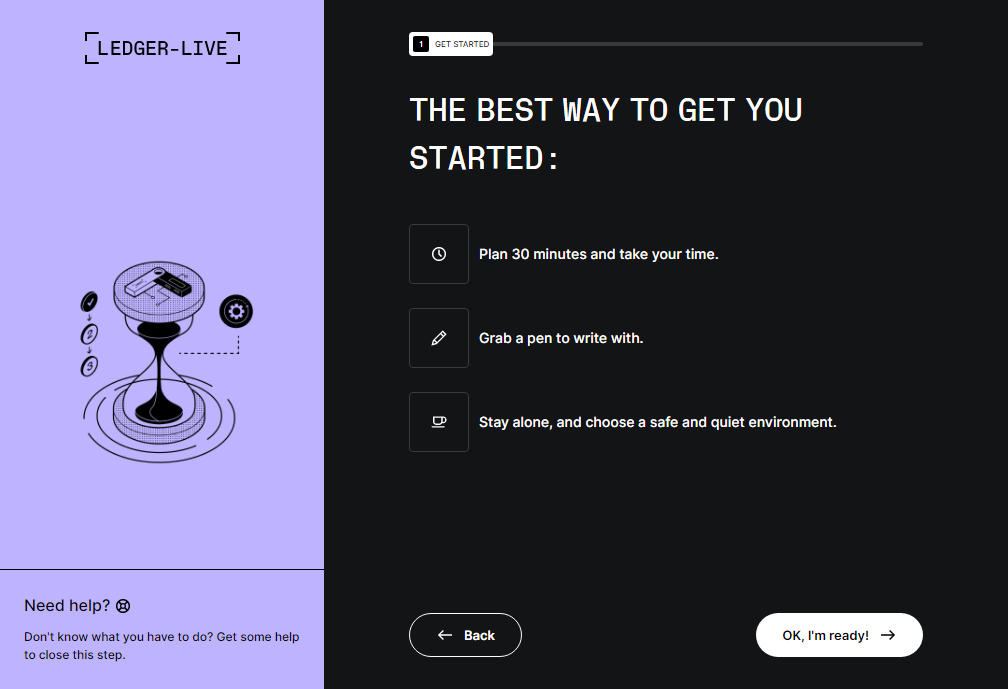 LEDGER-LIVE
1 GET STARTED
THE BEST WAY TO GET YOU
STARTED:
Plan 30 minutes and take your time.
Grab a pen to write with.
Stay alone, and choose a safe and quiet environment.
2
3
Need help?
Don't know what you have to do? Get some help
to close this step.
Back
OK, I'm ready!